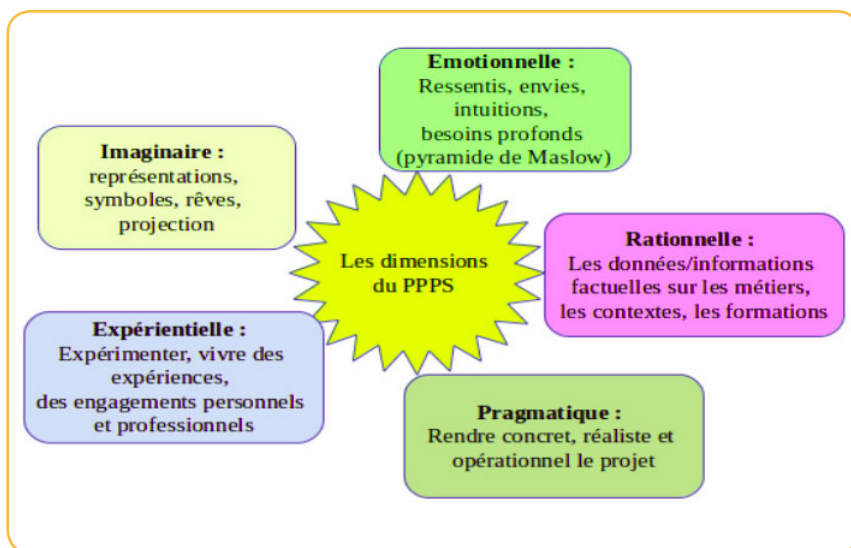 Emotionnelle :
Ressentis, envies,
intuitions,
besoins profonds
(pyramide de Maslow)
Imaginaire :
représentations,
symboles, rêves,
projection
Les dimensions
du PPPS
Rationnelle :
Les données/informations
factuelles sur les métiers,
les contextes, les formations
Expérientielle :
Expérimenter, vivre des
expériences,
des engagements personnels
et professionnels
Pragmatique :
Rendre concret, réaliste et
opérationnel le projet